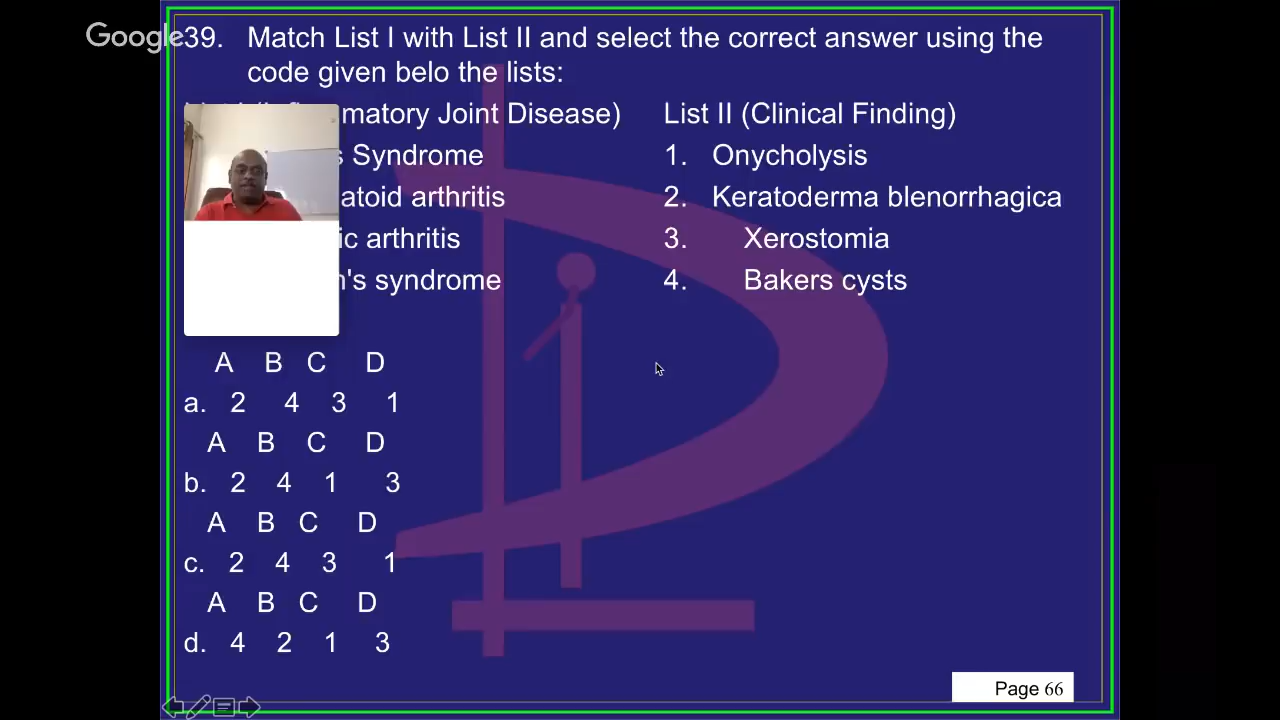 Google
39. Match List I with List II and select the correct answer using the
code given belo the lists:
matory Joint Disease) List II (Clinical Finding)
s Syndrome 1. Onycholysis
atoid arthritis 2. Keratoderma blenorrhagica
ic arthritis 3. Xerostomia
n's syndrome 4. Bakers cysts
A B C D
a. 2 4 3 1
A B C D
b. 2 4 1 3
A B C D
c. 2 4 3 1
A B C D
d. 4 2 1 3
Page 66